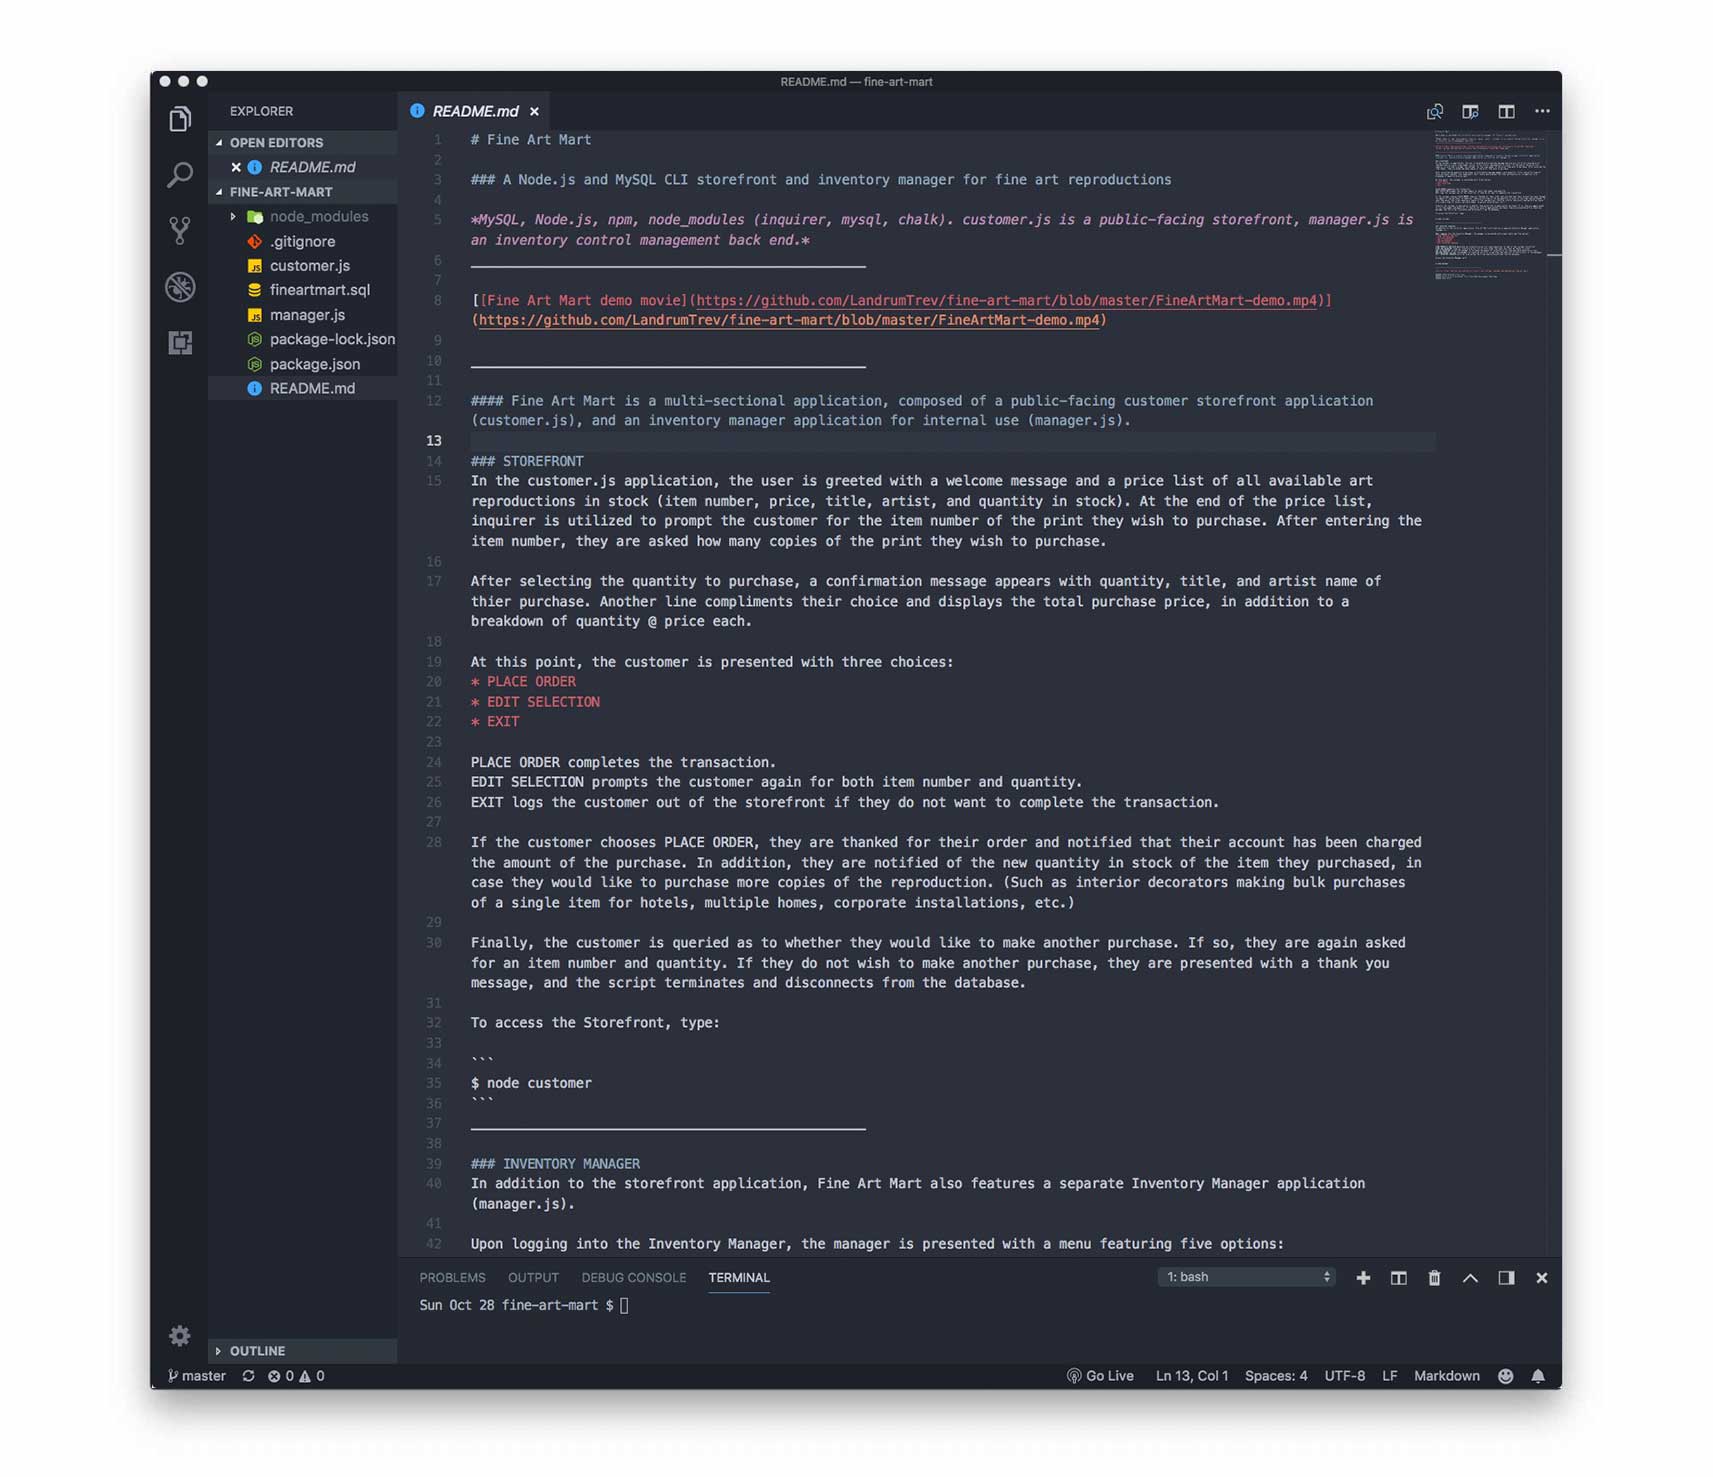 README.md — fine-art-mart
EXPLORER
OPEN EDITORS
README.md
FINE-ART-MART
node_modules
.gitignore
customer.js
fineartmart.sql
manager.js
package-lock.json
package.json
README.md
OUTLINE
README.md
1 # Fine Art Mart
2
3 ### A Node.js and MySQL CLI storefront and inventory manager for fine art reproductions
4
5 *MySQL, Node.js, npm, node_modules (inquirer, mysql, chalk). customer.js is a public-facing storefront, manager.js is
an inventory control management back end.*
6 _________________________________________________
7
8 [[Fine Art Mart demo movie](https://github.com/LandrumTrev/fine-art-mart/blob/master/FineArtMart-demo.mp4)]
(https://github.com/LandrumTrev/fine-art-mart/blob/master/FineArtMart-demo.mp4)
9
10 _________________________________________________
11
12 #### Fine Art Mart is a multi-sectional application, composed of a public-facing customer storefront application
(customer.js), and an inventory manager application for internal use (manager.js).
13
14 ### STOREFRONT
15 In the customer.js application, the user is greeted with a welcome message and a price list of all available art
reproductions in stock (item number, price, title, artist, and quantity in stock). At the end of the price list,
inquirer is utilized to prompt the customer for the item number of the print they wish to purchase. After entering the
item number, they are asked how many copies of the print they wish to purchase.
16
17 After selecting the quantity to purchase, a confirmation message appears with quantity, title, and artist name of
thier purchase. Another line compliments their choice and displays the total purchase price, in addition to a
breakdown of quantity @ price each.
18
19 At this point, the customer is presented with three choices:
20 * PLACE ORDER
21 * EDIT SELECTION
22 * EXIT
23
24 PLACE ORDER completes the transaction.
25 EDIT SELECTION prompts the customer again for both item number and quantity.
26 EXIT logs the customer out of the storefront if they do not want to complete the transaction.
27
28 If the customer chooses PLACE ORDER, they are thanked for their order and notified that their account has been charged
the amount of the purchase. In addition, they are notified of the new quantity in stock of the item they purchased, in
case they would like to purchase more copies of the reproduction. (Such as interior decorators making bulk purchases
of a single item for hotels, multiple homes, corporate installations, etc.)
29
30 Finally, the customer is queried as to whether they would like to make another purchase. If so, they are again asked
for an item number and quantity. If they do not wish to make another purchase, they are presented with a thank you
message, and the script terminates and disconnects from the database.
31
32 To access the Storefront, type:
33
34 ```
35 $ node customer
36 ```
37 _________________________________________________
38
39 ### INVENTORY MANAGER
40 In addition to the storefront application, Fine Art Mart also features a separate Inventory Manager application
(manager.js).
41
42 Upon logging into the Inventory Manager, the manager is presented with a menu featuring five options:
PROBLEMS OUTPUT DEBUG CONSOLE TERMINAL 1: bash
Sun Oct 28 fine-art-mart $
master 0 0 Go Live Ln 13, Col 1 Spaces: 4 UTF-8 LF Markdown